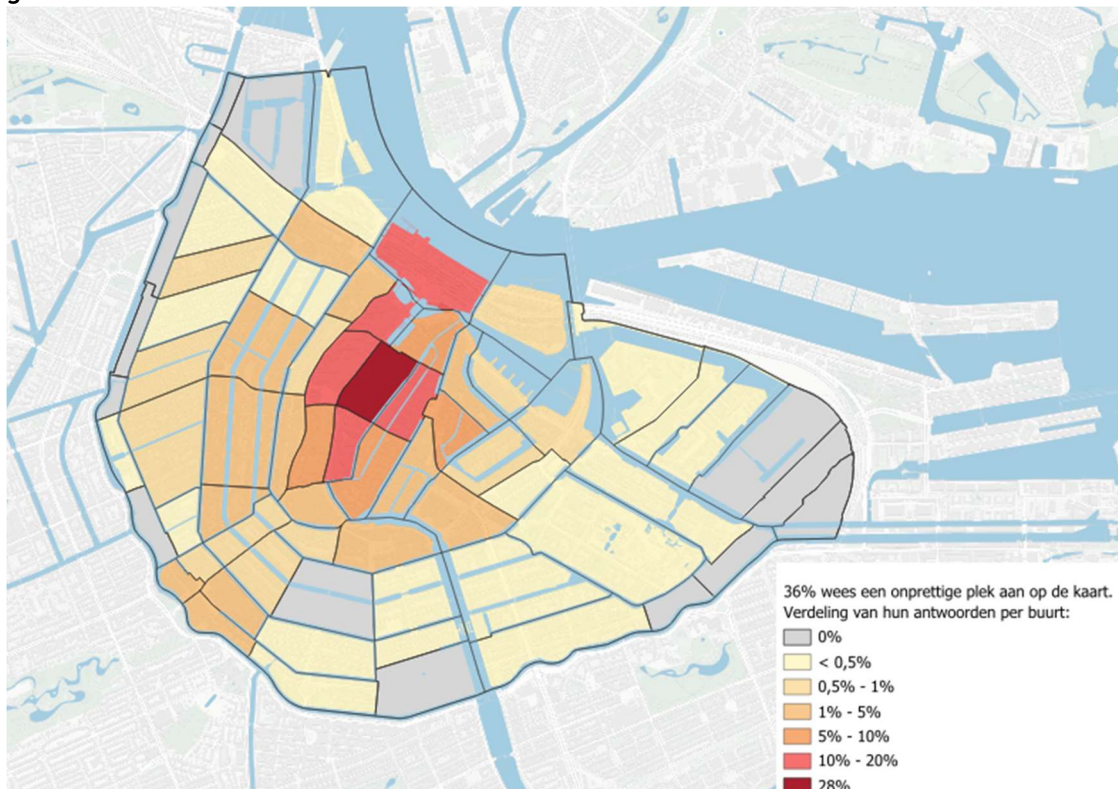 36% wees een onprettige plek aan op de kaart.
Verdeling van hun antwoorden per buurt:
0%
< 0,5%
0,5% - 1%
1% - 5%
5% - 10%
10% - 20%
28%